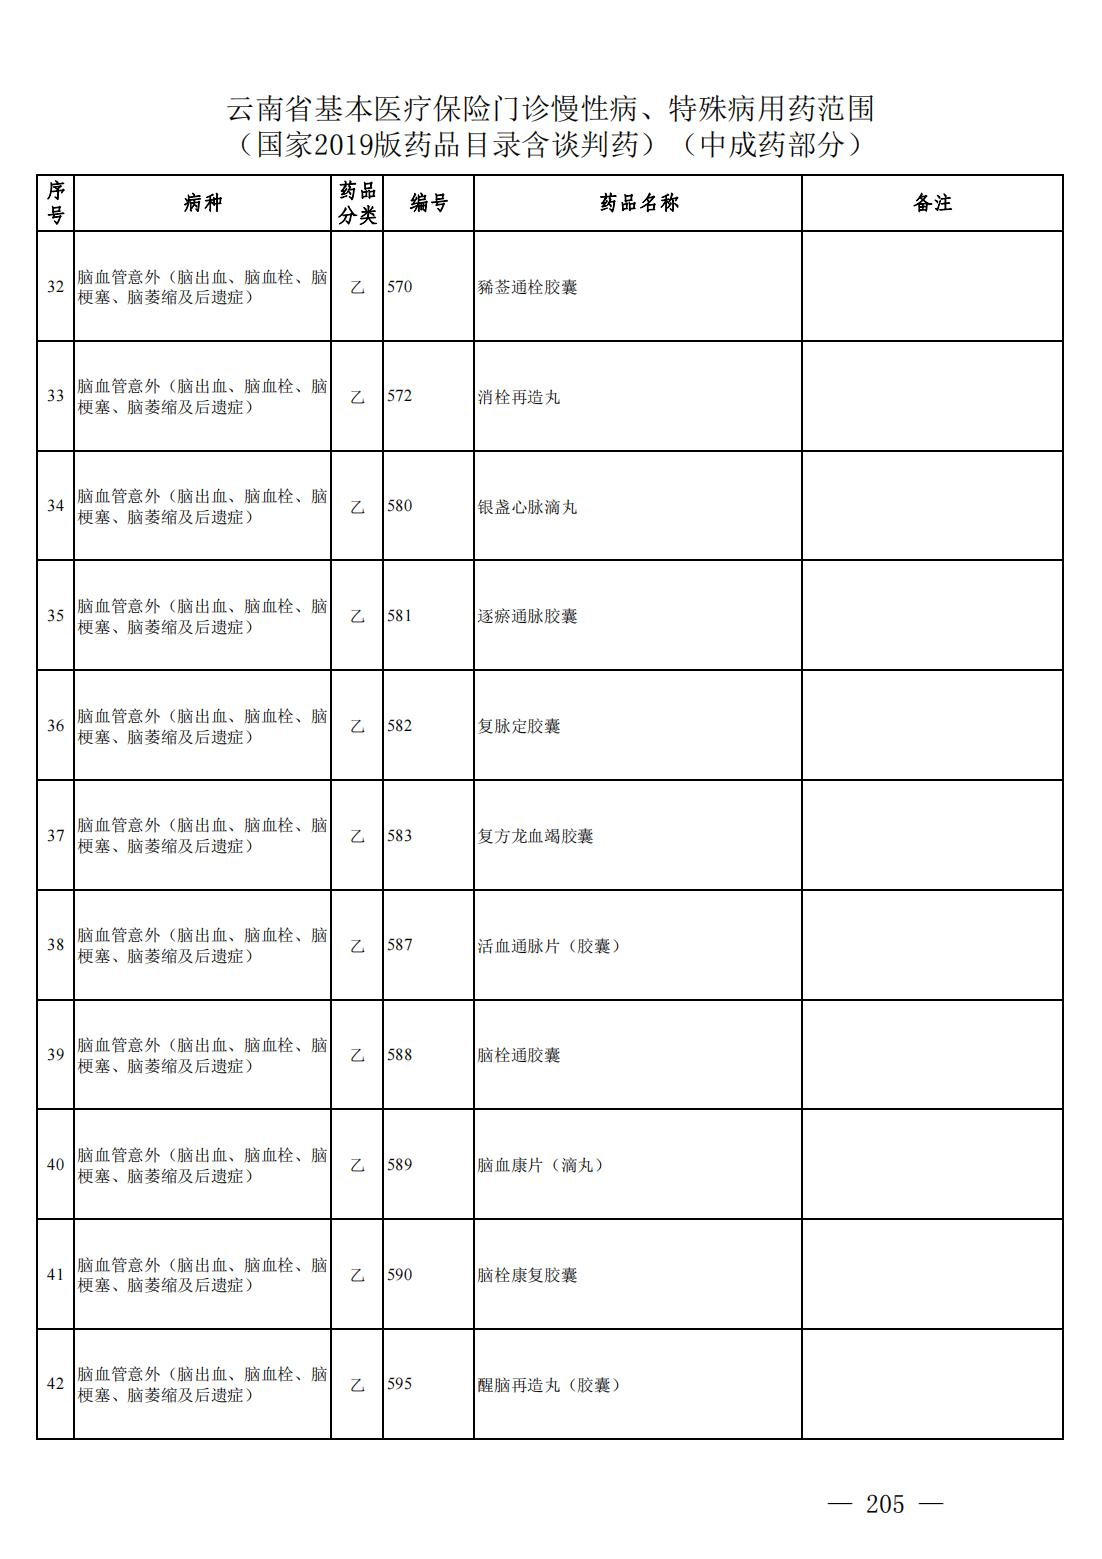 云南省基本医疗保险门诊慢性病、特殊病用药范围
（国家2019版药品目录含谈判药）（中成药部分）
序号 病种 药品分类 编号 药品名称 备注
32 脑血管意外（脑出血、脑血栓、脑梗塞、脑萎缩及后遗症） 乙 570 豨莶通栓胶囊
33 脑血管意外（脑出血、脑血栓、脑梗塞、脑萎缩及后遗症） 乙 572 消栓再造丸
34 脑血管意外（脑出血、脑血栓、脑梗塞、脑萎缩及后遗症） 乙 580 银盏心脉滴丸
35 脑血管意外（脑出血、脑血栓、脑梗塞、脑萎缩及后遗症） 乙 581 逐瘀通脉胶囊
36 脑血管意外（脑出血、脑血栓、脑梗塞、脑萎缩及后遗症） 乙 582 复脉定胶囊
37 脑血管意外（脑出血、脑血栓、脑梗塞、脑萎缩及后遗症） 乙 583 复方龙血竭胶囊
38 脑血管意外（脑出血、脑血栓、脑梗塞、脑萎缩及后遗症） 乙 587 活血通脉片（胶囊）
39 脑血管意外（脑出血、脑血栓、脑梗塞、脑萎缩及后遗症） 乙 588 脑栓通胶囊
40 脑血管意外（脑出血、脑血栓、脑梗塞、脑萎缩及后遗症） 乙 589 脑血康片（滴丸）
41 脑血管意外（脑出血、脑血栓、脑梗塞、脑萎缩及后遗症） 乙 590 脑栓康复胶囊
42 脑血管意外（脑出血、脑血栓、脑梗塞、脑萎缩及后遗症） 乙 595 醒脑再造丸（胶囊）
— 205 —